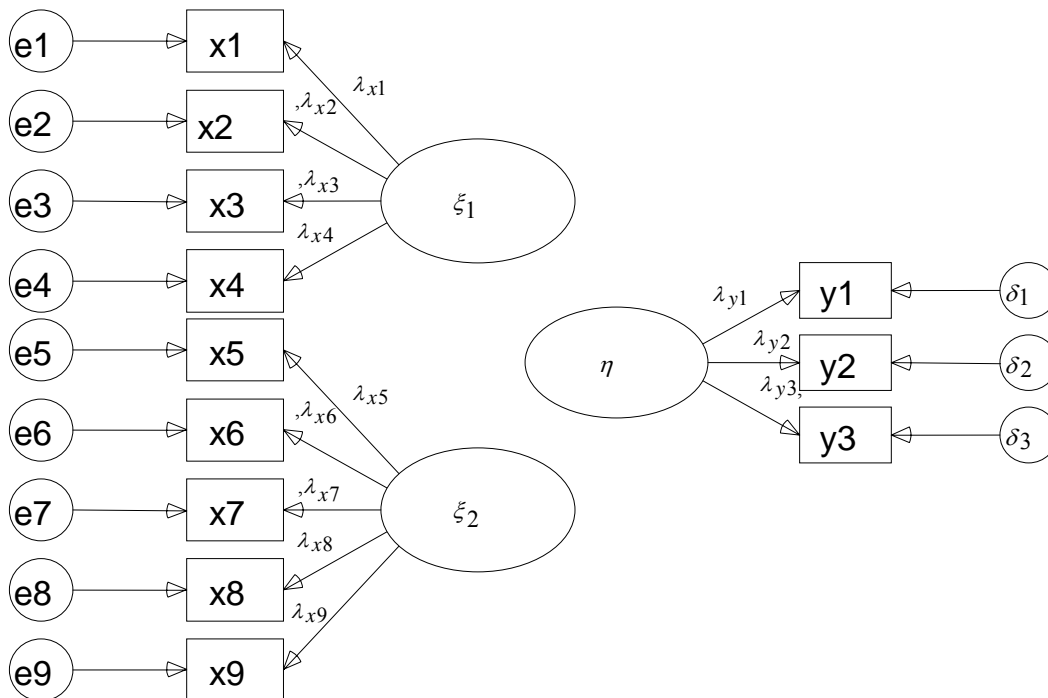 e1 x1
λx1
e2 x2 ,λx2
e3 x3 ,λx3 ξ1
e4 x4 λx4
e5 x5
λx5
e6 x6 ,λx6
e7 x7 ,λx7 ξ2
e8 x8 λx8
e9 x9 λx9
η
λy1 y1 δ1
λy2 y2 δ2
λy3, y3 δ3